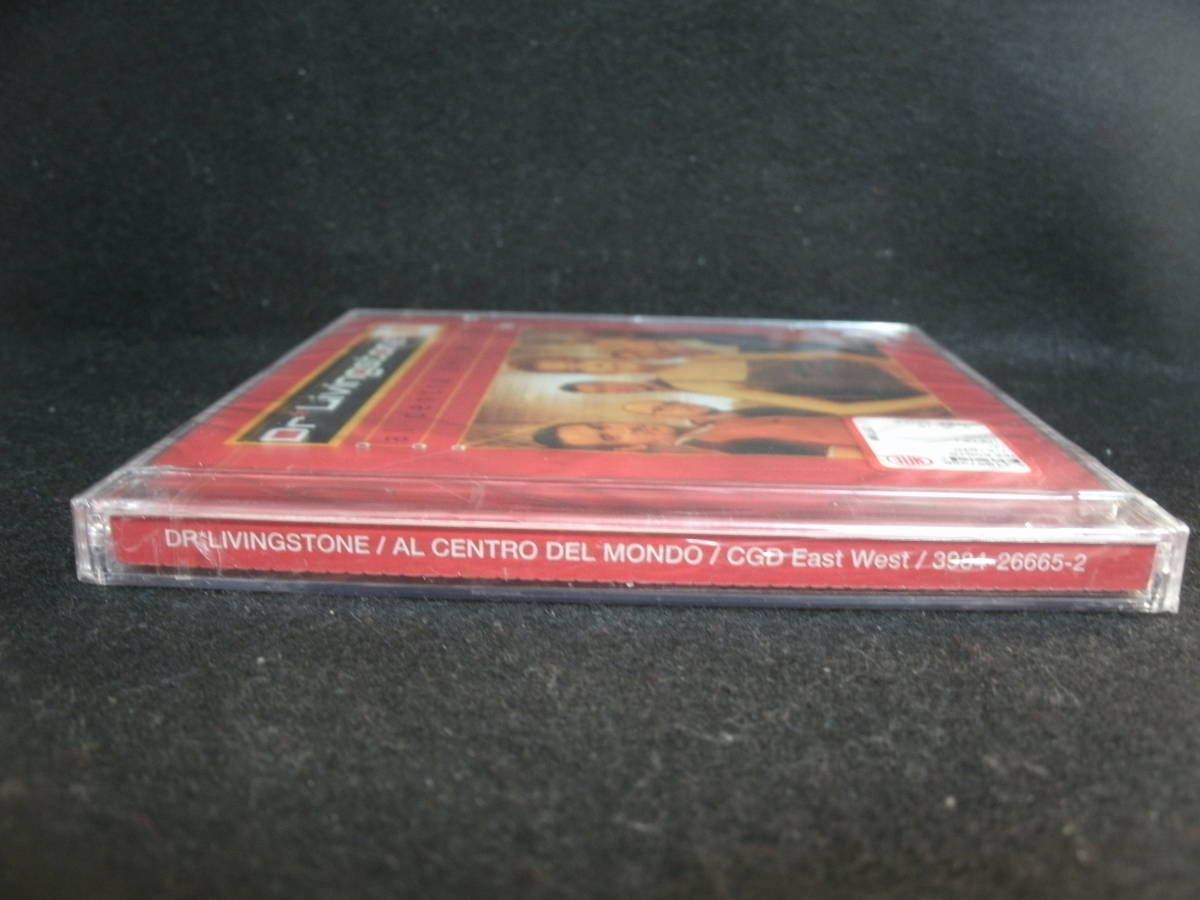 Dr Livingstone
DR*LIVINGSTONE / AL CENTRO DEL MONDO / CGD East West / 3984-26665-2